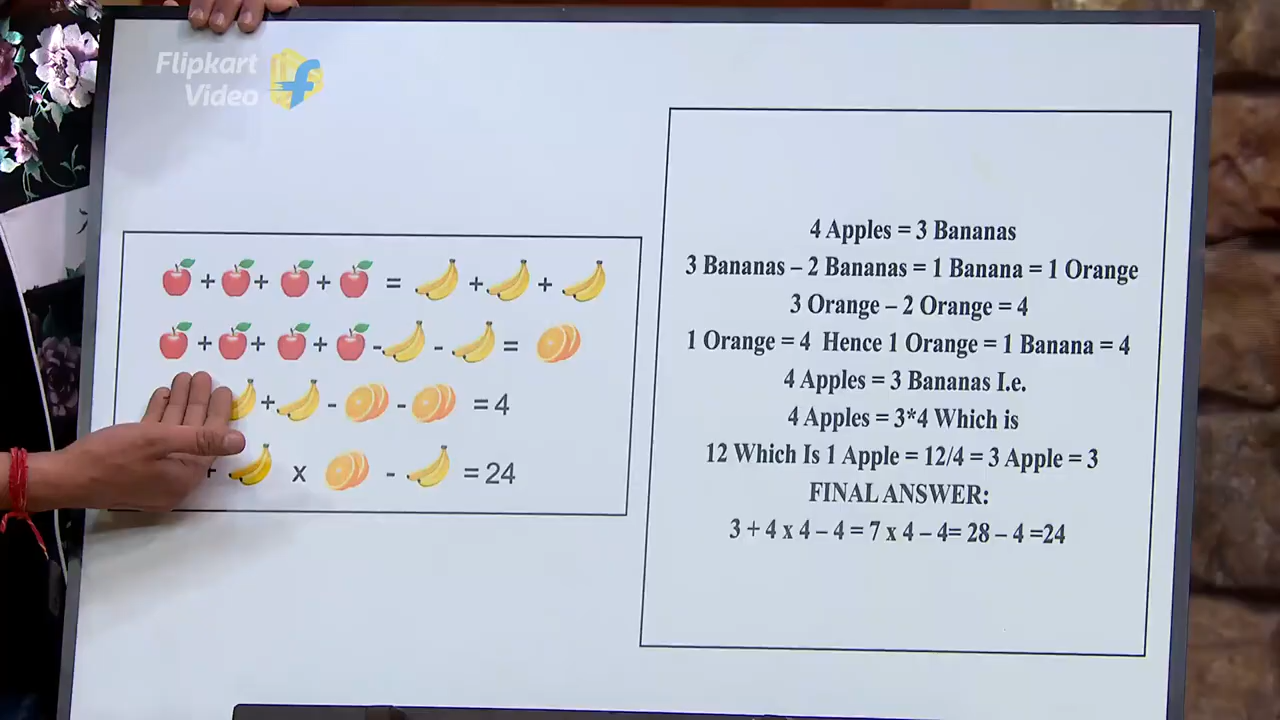 Flipkart
Video
+ + + = + +
+ + + - - =
+ - - = 4
+ x - = 24
4 Apples = 3 Bananas
3 Bananas – 2 Bananas = 1 Banana = 1 Orange
3 Orange – 2 Orange = 4
1 Orange = 4 Hence 1 Orange = 1 Banana = 4
4 Apples = 3 Bananas I.e.
4 Apples = 3*4 Which is
12 Which Is 1 Apple = 12/4 = 3 Apple = 3
FINAL ANSWER:
3 + 4 x 4 – 4 = 7 x 4 – 4= 28 – 4 =24